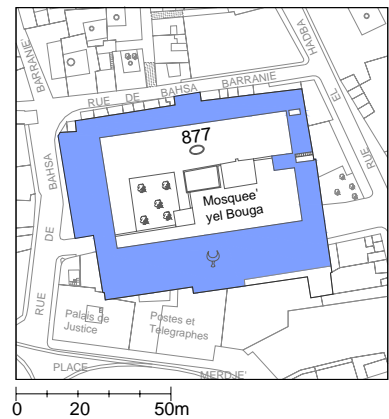 BARRANIE'
RUE DE BAHSA BARRANIE
EL HADBA
RUE
877
BAHSA
DE
RUE
Mosquee'
yel Bouga
Palais de
Justice
Postes et
Telegraphes
PLACE MERDJE'
0 20 50m